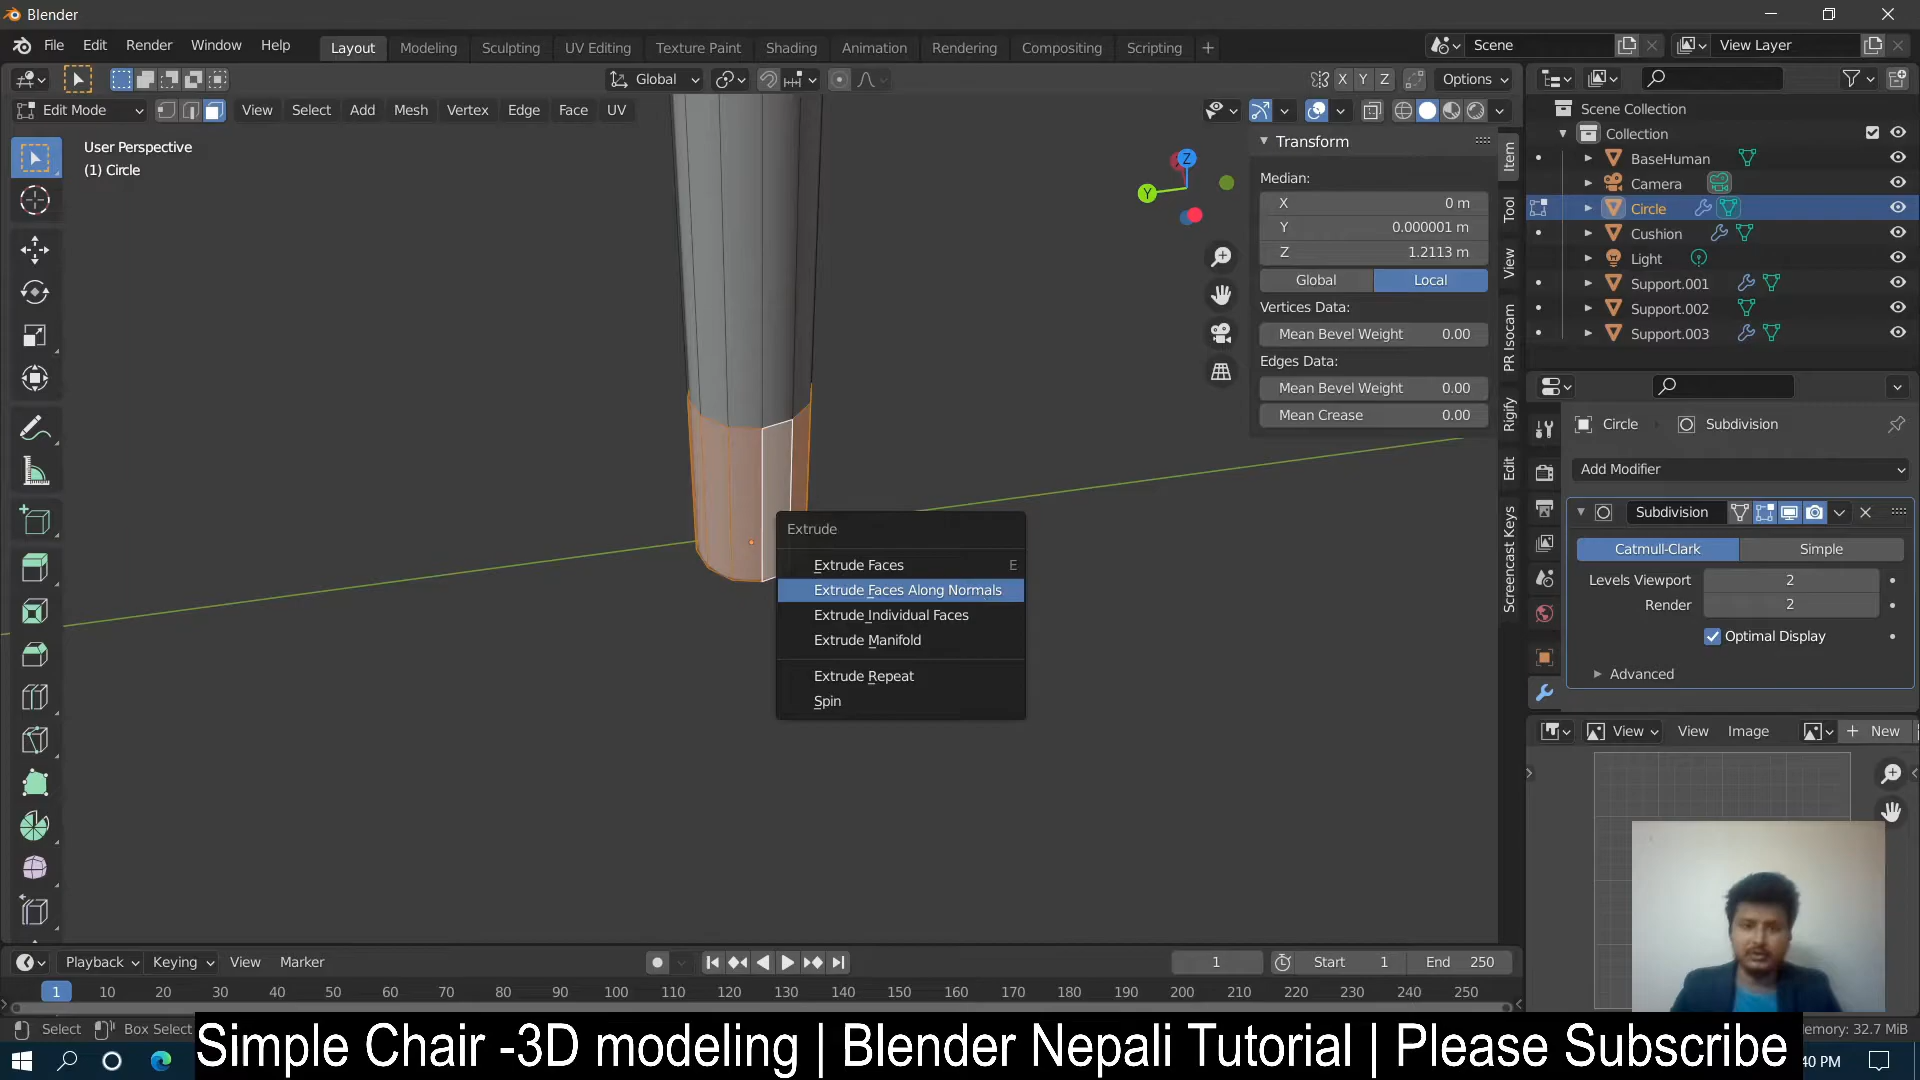 Blender
File Edit Render Window Help
Layout Modeling Sculpting UV Editing Texture Paint Shading Animation Rendering Compositing Scripting +
Scene
View Layer
Global
X Y Z
Options
Edit Mode
View Select Add Mesh Vertex Edge Face UV
User Perspective
(1) Circle
Z
Y
Transform
Median:
X 0 m
Y 0.000001 m
Z 1.2113 m
Global Local
Vertices Data:
Mean Bevel Weight 0.00
Edges Data:
Mean Bevel Weight 0.00
Mean Crease 0.00
Item
Tool
View
PR Isocam
Rigify
Edit
Screencast Keys
Extrude
Extrude Faces E
Extrude Faces Along Normals
Extrude Individual Faces
Extrude Manifold
Extrude Repeat
Spin
Scene Collection
Collection
BaseHuman
Camera
Circle
Cushion
Light
Support.001
Support.002
Support.003
Circle Subdivision
Add Modifier
Subdivision
Catmull-Clark Simple
Levels Viewport 2
Render 2
Optimal Display
Advanced
View View Image New
Playback Keying View Marker
1
Start 1
End 250
1 10 20 30 40 50 60 70 80 90 100 110 120 130 140 150 160 170 180 190 200 210 220 230 240 250
Select Box Select
Memory: 32.7 MiB
Simple Chair -3D modeling | Blender Nepali Tutorial | Please Subscribe
40 PM